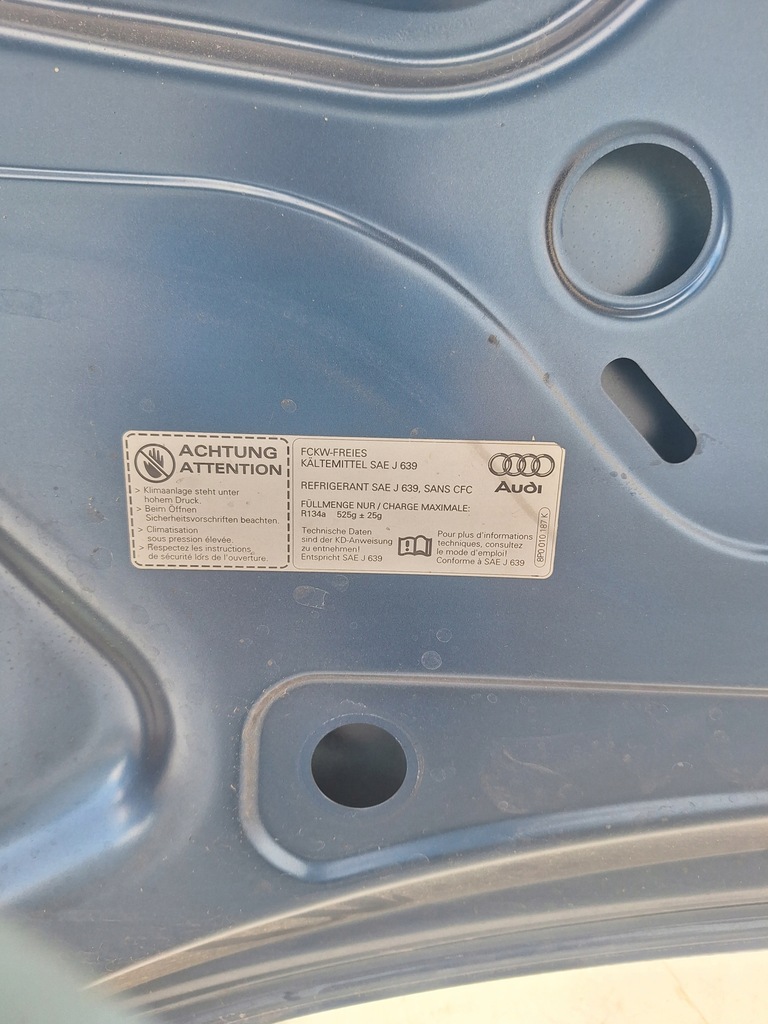 ACHTUNG
ATTENTION
> Klimaanlage steht unter
hohem Druck.
> Beim Öffnen
Sicherheitsvorschriften beachten.
> Climatisation
sous pression élevée.
> Respectez les instructions
de sécurité lors de l'ouverture.
FCKW-FREIES
KÄLTEMITTEL SAE J 639
REFRIGERANT SAE J 639, SANS CFC
FÜLLMENGE NUR / CHARGE MAXIMALE:
R134a 525g ± 25g
Technische Daten
sind der KD-Anweisung
zu entnehmen!
Entspricht SAE J 639
Audi
Pour plus d'informations
techniques, consultez
le mode d'emploi!
Conforme à SAE J 639
8P0 010 187 K